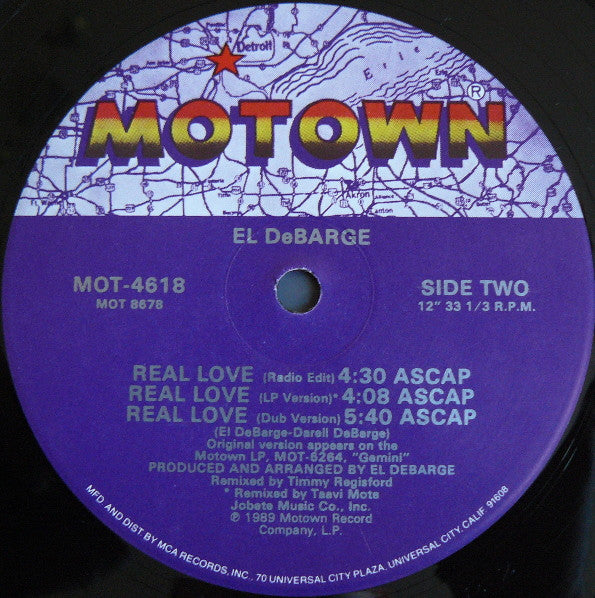 Detroit
Erie
MOTOWN®
Akron
Canton
EL DeBARGE
MOT-4618
MOT 8678
SIDE TWO
12" 33 1/3 R.P.M.
REAL LOVE (Radio Edit) 4:30 ASCAP
REAL LOVE (LP Version)* 4:08 ASCAP
REAL LOVE (Dub Version) 5:40 ASCAP
(El DeBarge-Darell DeBarge)
Original version appears on the
Motown LP, MOT-6264, "Gemini"
PRODUCED AND ARRANGED BY EL DEBARGE
Remixed by Timmy Regisford
* Remixed by Taavi Mote
Jobete Music Co., Inc.
℗ 1989 Motown Record
Company, L.P.
MFD AND DIST. BY MCA RECORDS, INC., 70 UNIVERSAL CITY PLAZA, UNIVERSAL CITY, CALIF. 91608